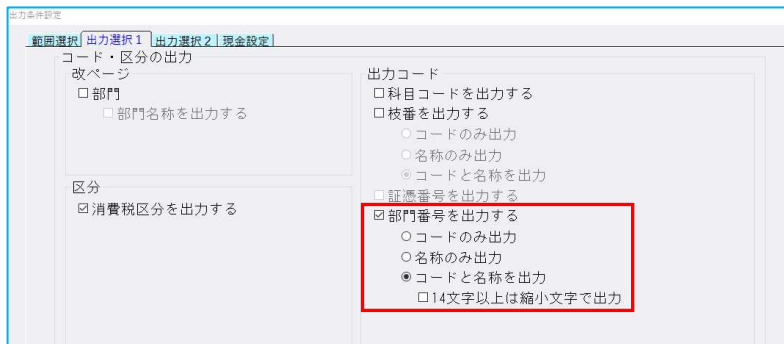 出力条件設定
範囲選択 出力選択1 出力選択2 現金設定
コード・区分の出力
改ページ
□部門
□部門名称を出力する
区分
☑消費税区分を出力する
出力コード
□科目コードを出力する
□枝番を出力する
○コードのみ出力
○名称のみ出力
◉コードと名称を出力
□証憑番号を出力する
☑部門番号を出力する
○コードのみ出力
○名称のみ出力
◉コードと名称を出力
□14文字以上は縮小文字で出力